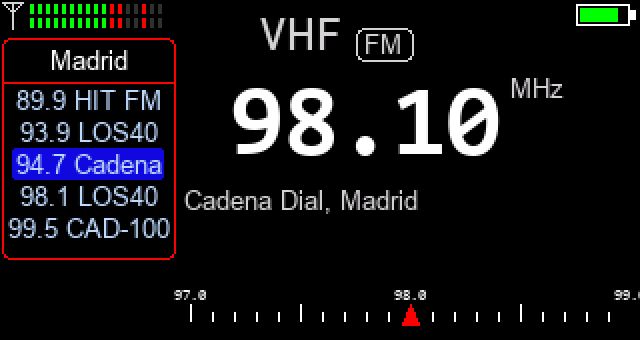 VHF FM
98.10 MHz
Madrid
89.9 HIT FM
93.9 LOS40
94.7 Cadena
98.1 LOS40
99.5 CAD-100
Cadena Dial, Madrid
97.0 98.0 99.0